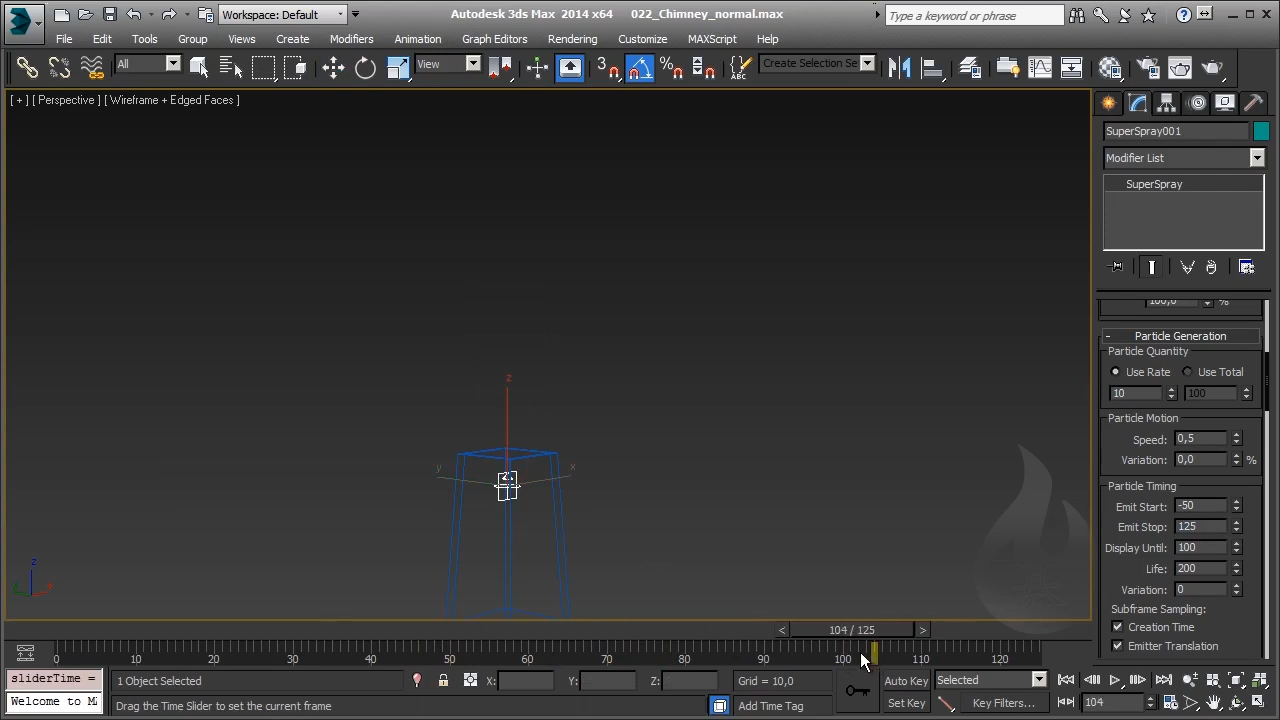 Autodesk 3ds Max 2014 x64 022_Chimney_normal.max
Workspace: Default
Type a keyword or phrase
File Edit Tools Group Views Create Modifiers Animation Graph Editors Rendering Customize MAXScript Help
All
View
3
Create Selection Se
[ + ] [ Perspective ] [ Wireframe + Edged Faces ]
SuperSpray001
Modifier List
SuperSpray
100,0 %
- Particle Generation
Particle Quantity
Use Rate Use Total
10 100
Particle Motion
Speed: 0,5
Variation: 0,0 %
Particle Timing
Emit Start: -50
Emit Stop: 125
Display Until: 100
Life: 200
Variation: 0
Subframe Sampling:
Creation Time
Emitter Translation
z
y x
z
< 104 / 125 >
0 10 20 30 40 50 60 70 80 90 100 110 120
sliderTime =
1 Object Selected
X: Y: Z:
Grid = 10,0
Auto Key
Selected
Welcome to M
Drag the Time Slider to set the current frame
Add Time Tag
Set Key
Key Filters...
104